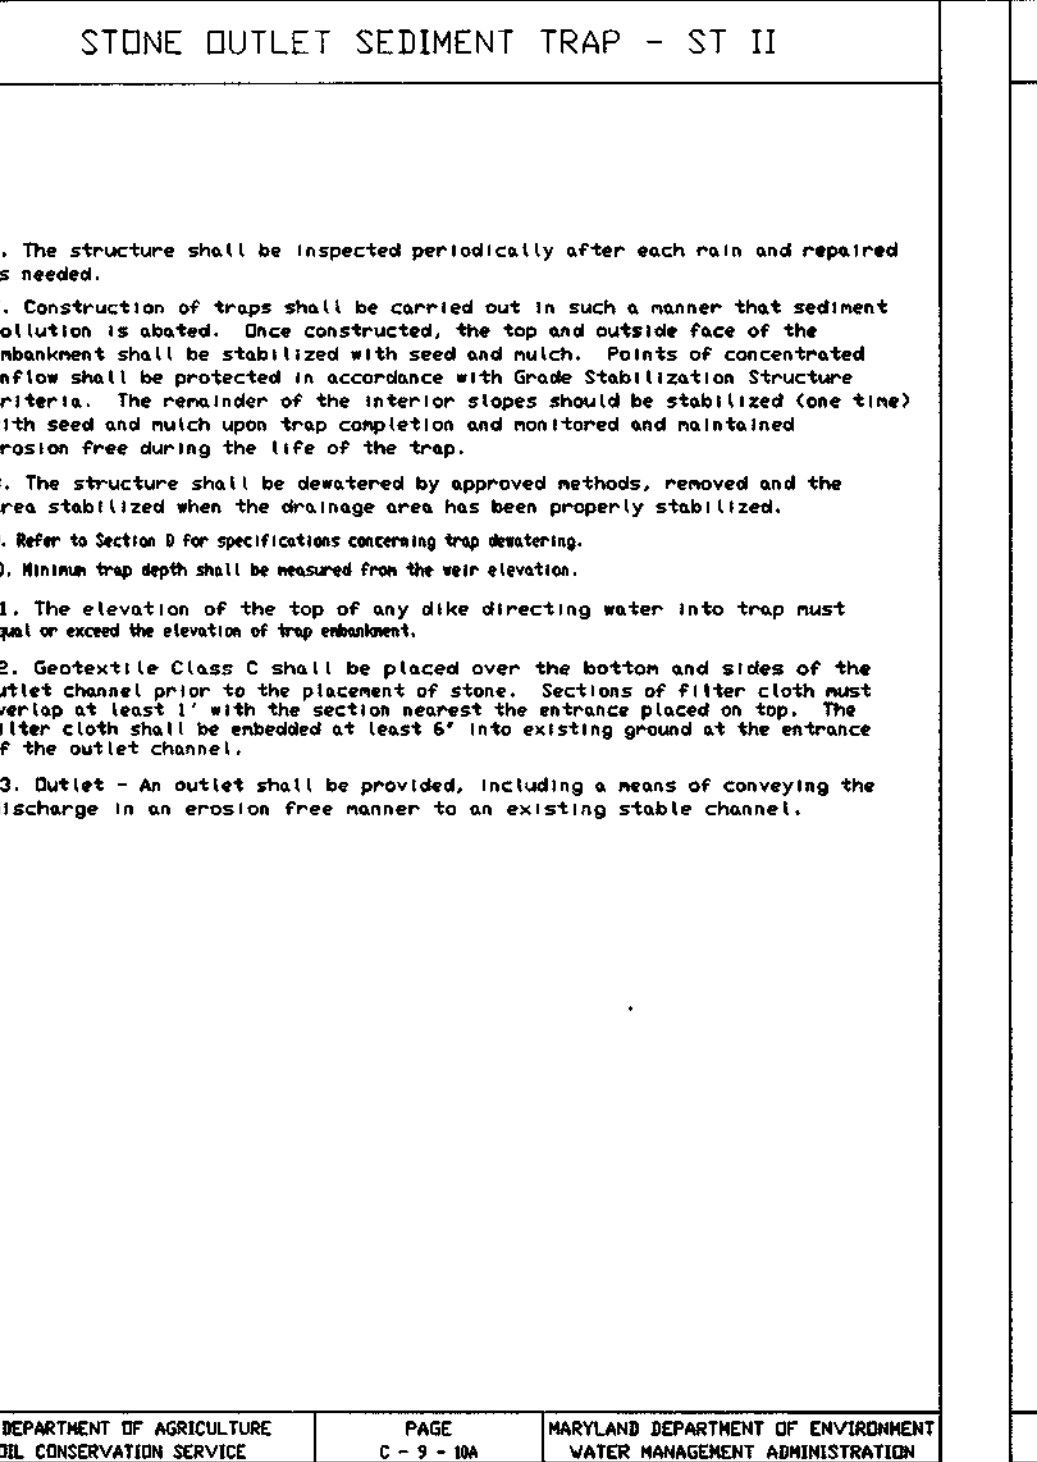 STONE OUTLET SEDIMENT TRAP - ST II
. The structure shall be inspected periodically after each rain and repaired
s needed.
. Construction of traps shall be carried out in such a manner that sediment
ollution is abated. Once constructed, the top and outside face of the
mbankment shall be stabilized with seed and mulch. Points of concentrated
nflow shall be protected in accordance with Grade Stabilization Structure
riteria. The remainder of the interior slopes should be stabilized (one time)
ith seed and mulch upon trap completion and monitored and maintained
rosion free during the life of the trap.
. The structure shall be dewatered by approved methods, removed and the
rea stabilized when the drainage area has been properly stabilized.
. Refer to Section D for specifications concerning trap dewatering.
0. Minimum trap depth shall be measured from the weir elevation.
1. The elevation of the top of any dike directing water into trap must
qual or exceed the elevation of trap embankment.
2. Geotextile Class C shall be placed over the bottom and sides of the
utlet channel prior to the placement of stone. Sections of filter cloth must
verlap at least 1' with the section nearest the entrance placed on top. The
ilter cloth shall be embedded at least 6" into existing ground at the entrance
f the outlet channel.
3. Outlet - An outlet shall be provided, including a means of conveying the
ischarge in an erosion free manner to an existing stable channel.
DEPARTMENT OF AGRICULTURE
OIL CONSERVATION SERVICE
PAGE
C - 9 - 10A
MARYLAND DEPARTMENT OF ENVIRONMENT
WATER MANAGEMENT ADMINISTRATION